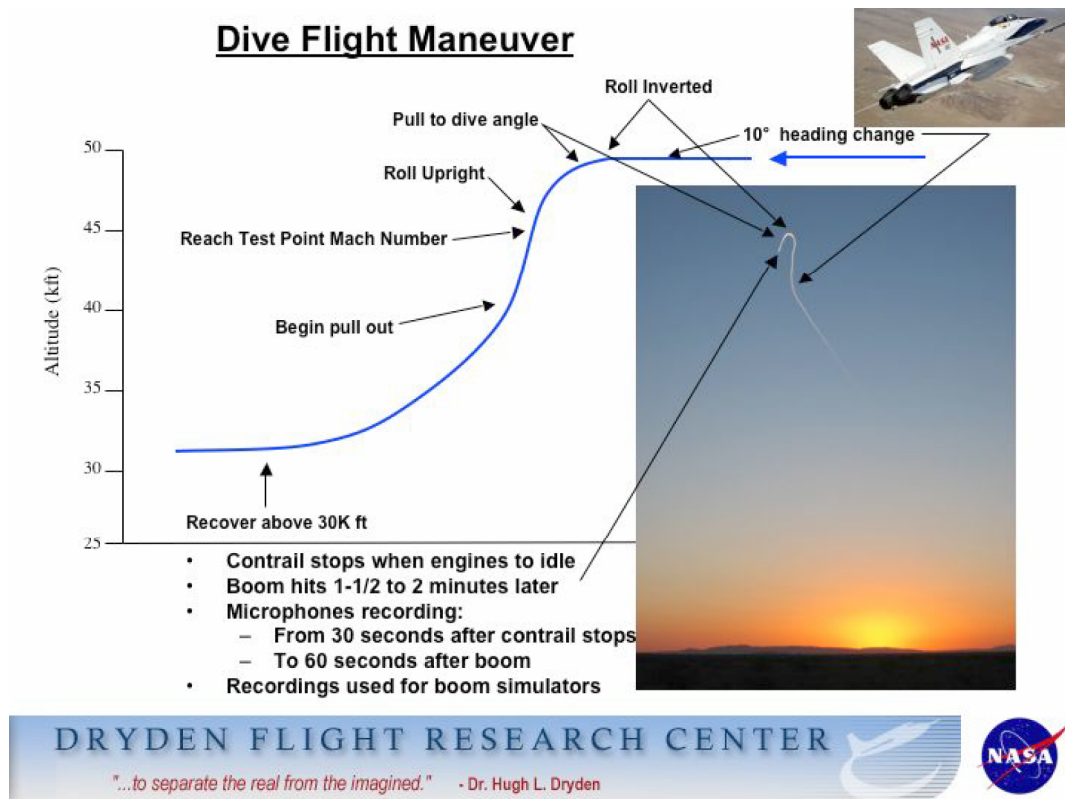 Dive Flight Maneuver
NASA
Roll Inverted
Pull to dive angle
10° heading change
Roll Upright
Reach Test Point Mach Number
Begin pull out
Altitude (kft)
50
45
40
35
30
25
Recover above 30K ft
• Contrail stops when engines to idle
• Boom hits 1-1/2 to 2 minutes later
• Microphones recording:
– From 30 seconds after contrail stops
– To 60 seconds after boom
• Recordings used for boom simulators
DRYDEN FLIGHT RESEARCH CENTER
"...to separate the real from the imagined." - Dr. Hugh L. Dryden
NASA